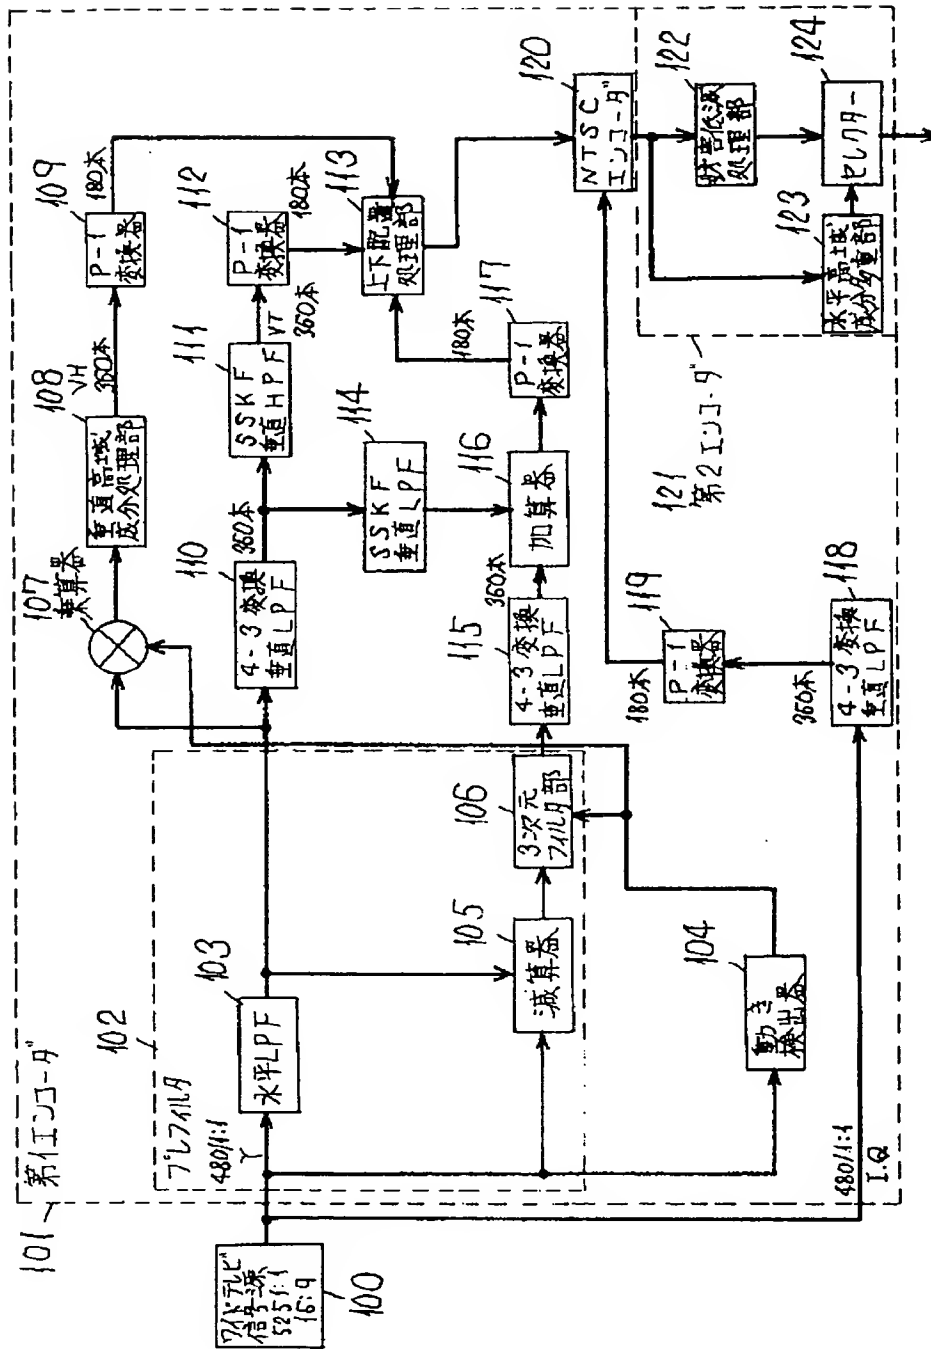 101
第1エンコーダ
100
ワイド・テレビ
信号源
525 1:1
16:9
102
プレフィルタ
480/1:1
Y
103
水平LPF
105
減算器
106
3次元
フィルタ部
104
動き
検出器
480/1:1
I.Q
107
乗算器
108
VH
360本
垂直高域
成分処理部
109
180本
P-I
変換器
110
4-3変換
垂直LPF
360本
111
SSKF
垂直HPF
VT
360本
112
P-I
変換器
180本
113
上下配置
処理部
114
SSKF
垂直LPF
115
4-3変換
垂直LPF
360本
116
加算器
117
P-I
変換器
180本
118
4-3変換
垂直LPF
360本
119
P-I
変換器
180本
120
NTSC
エンコーダ
121
第2エンコーダ
122
妨害低減
処理部
123
水平高域
成分多重部
124
セレクター